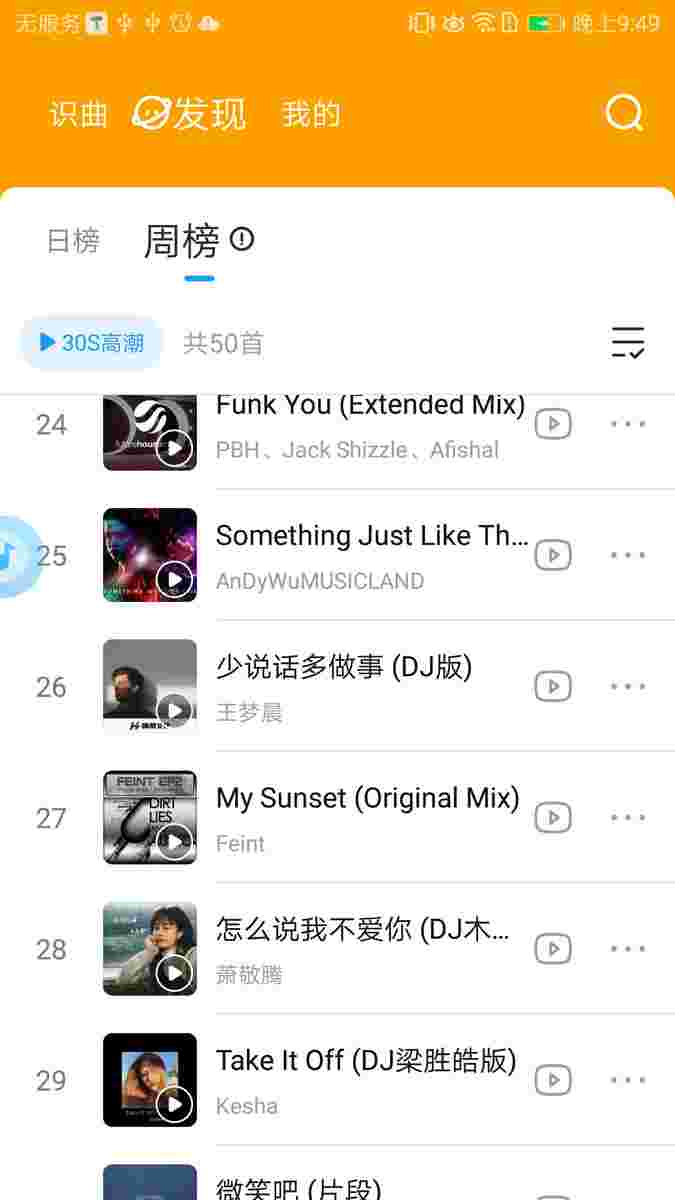 无服务 晚上9:49
识曲 发现 我的
日榜 周榜
30S高潮 共50首
24 Funk You (Extended Mix)
PBH、Jack Shizzle、Afishal
25 Something Just Like Th...
AnDyWuMUSICLAND
26 少说话多做事 (DJ版)
王梦晨
FEINT EP2
DIRT
LIES
27 My Sunset (Original Mix)
Feint
28 怎么说我不爱你 (DJ木...
萧敬腾
29 Take It Off (DJ梁胜皓版)
Kesha
微笑吧 (片段)